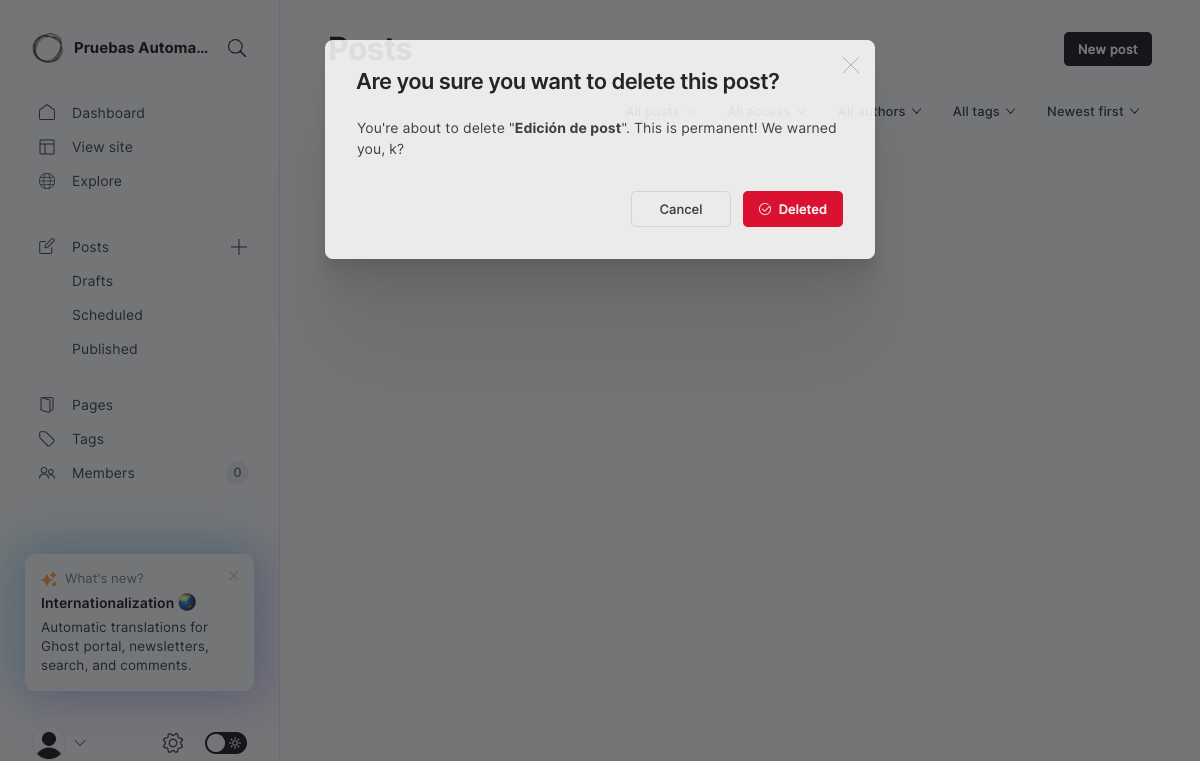 Pruebas Automa...
Dashboard
View site
Explore
Posts
Drafts
Scheduled
Published
Pages
Tags
Members 0
What's new?
Internationalization
Automatic translations for
Ghost portal, newsletters,
search, and comments.
Posts
New post
All posts All access All authors All tags Newest first
Are you sure you want to delete this post?
You're about to delete "Edición de post". This is permanent! We warned
you, k?
Cancel Deleted